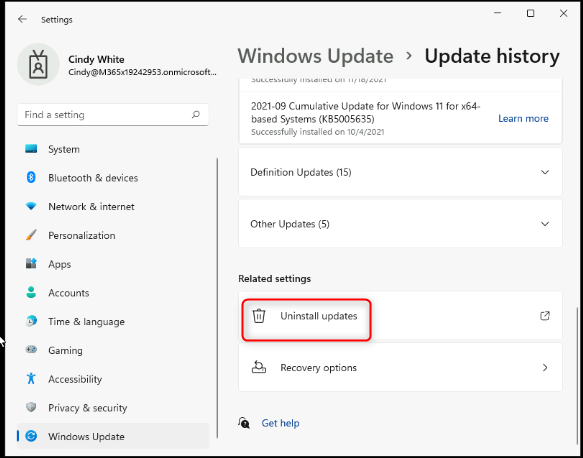 Settings
Cindy White
Cindy@M365x19242953.onmicrosoft...
Find a setting
System
Bluetooth & devices
Network & internet
Personalization
Apps
Accounts
Time & language
Gaming
Accessibility
Privacy & security
Windows Update
Windows Update > Update history
Successfully installed on 11/18/2021
2021-09 Cumulative Update for Windows 11 for x64-
based Systems (KB5005635)
Successfully installed on 10/4/2021
Learn more
Definition Updates (15)
Other Updates (5)
Related settings
Uninstall updates
Recovery options
Get help